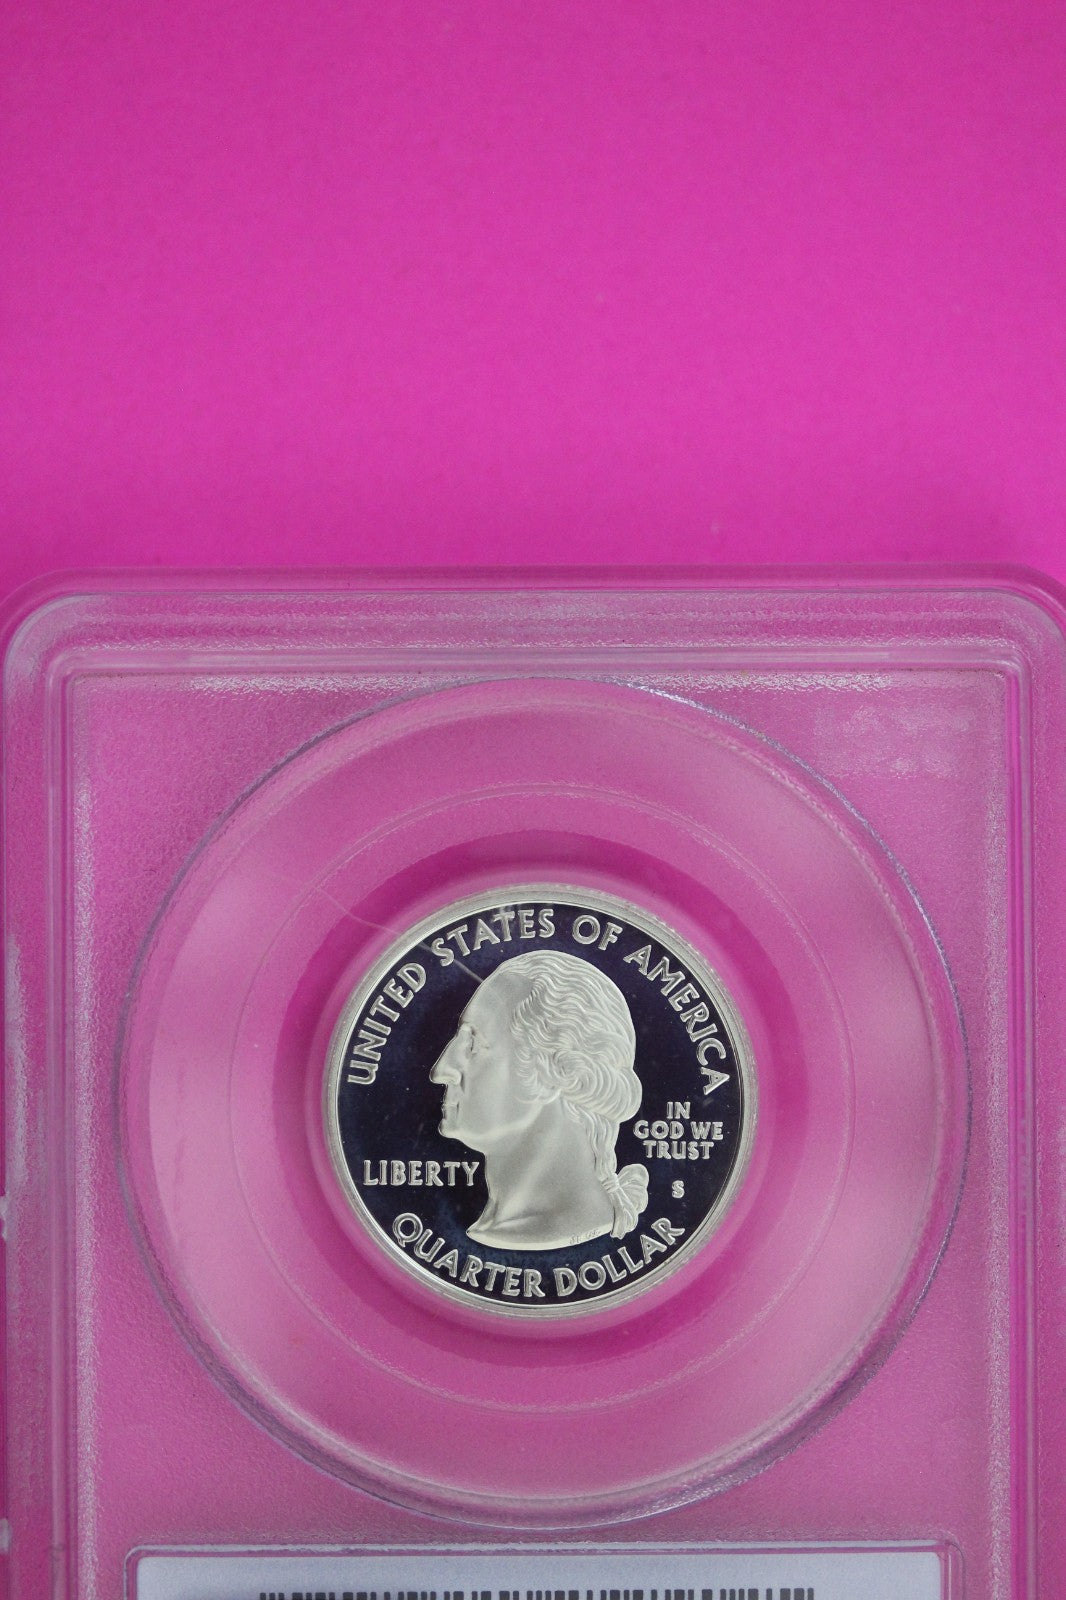 UNITED STATES OF AMERICA
IN
GOD WE
TRUST
LIBERTY
S
QUARTER DOLLAR